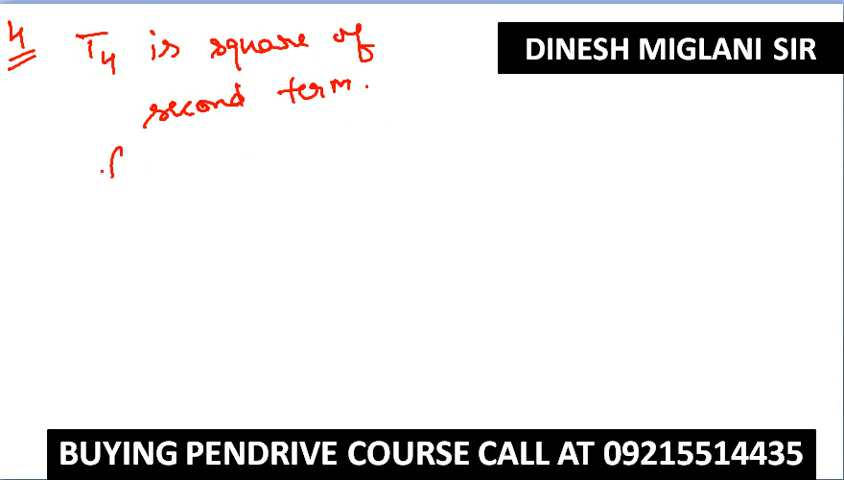 4 T4 is square of
DINESH MIGLANI SIR
second term.
BUYING PENDRIVE COURSE CALL AT 09215514435